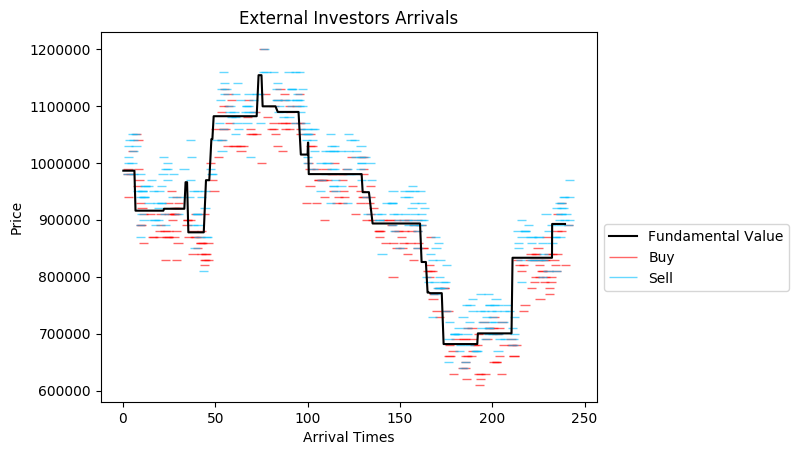 External Investors Arrivals
1200000
1100000
1000000
900000
800000
700000
600000
Price
0
50
100
150
200
250
Arrival Times
Fundamental Value
Buy
Sell